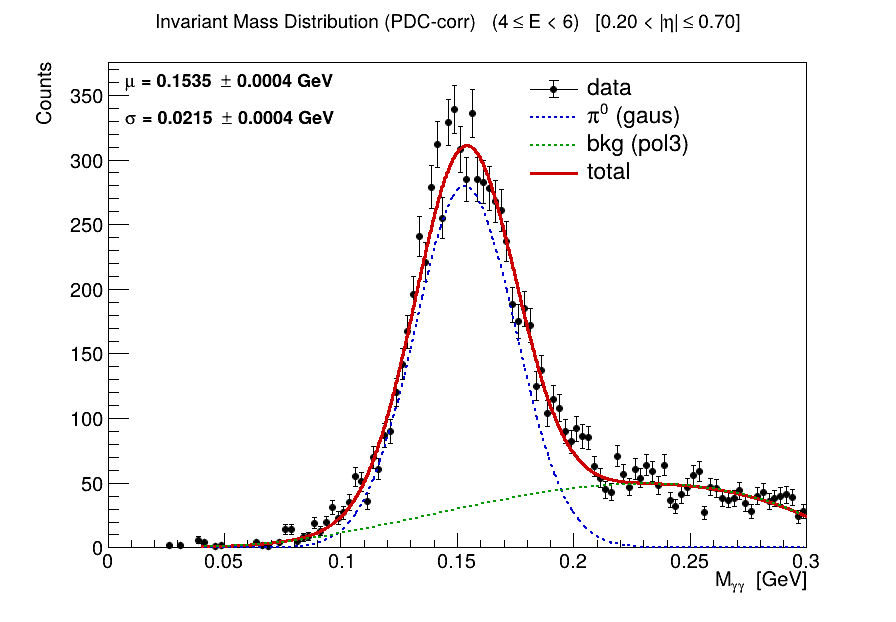 Invariant Mass Distribution (PDC-corr) (4 ≤ E < 6) [0.20 < |η| ≤ 0.70]
Counts
μ = 0.1535 ± 0.0004 GeV
σ = 0.0215 ± 0.0004 GeV
data
π⁰ (gaus)
bkg (pol3)
total
350
300
250
200
150
100
50
0
0 0.05 0.1 0.15 0.2 0.25 0.3
M_γγ [GeV]